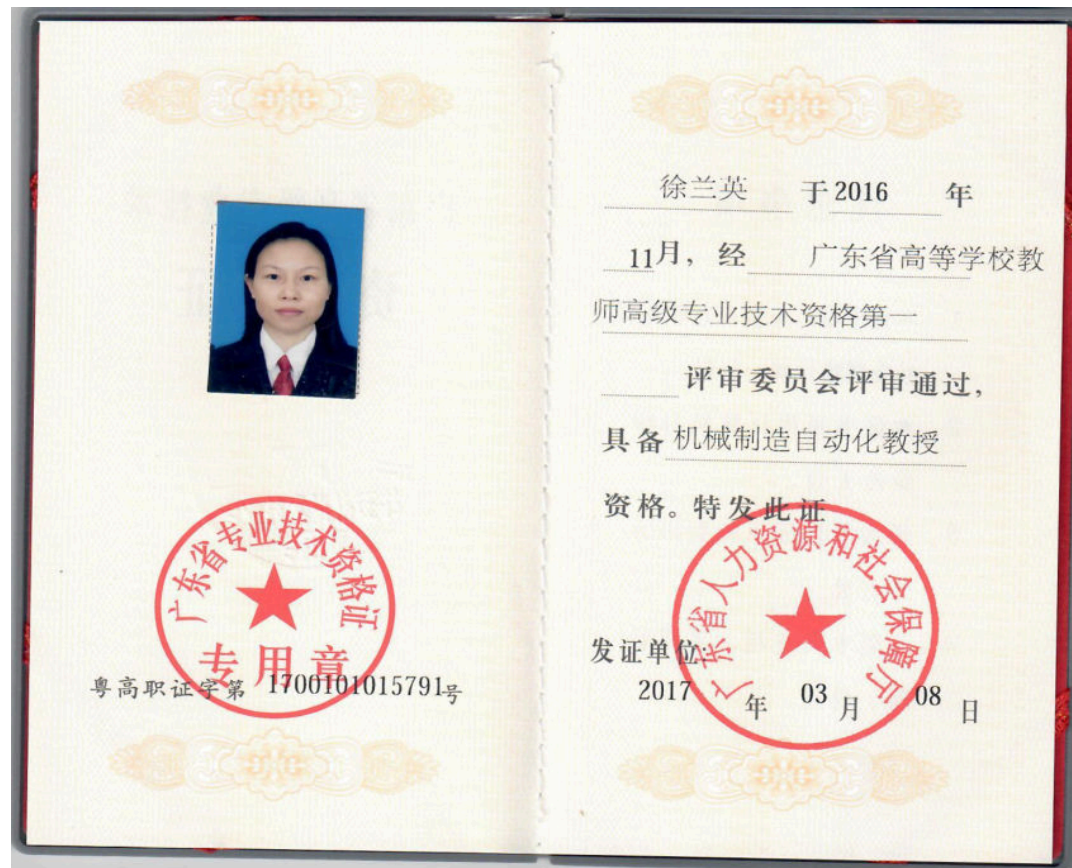 广东省专业技术资格证
专用章
粤高职证字第 1700101015791号
徐兰英 于2016 年
11月，经 广东省高等学校教
师高级专业技术资格第一
评审委员会评审通过，
具备 机械制造自动化教授
资格。特发此证
广东省人力资源和社会保障厅
发证单位
2017 年 03 月 08 日